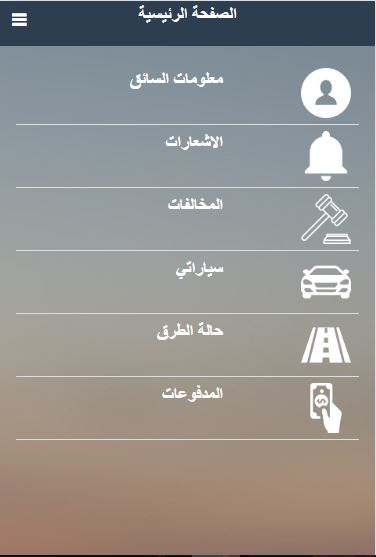 الصفحة الرئيسية
معلومات السائق
الاشعارات
المخالفات
سياراتي
حالة الطرق
المدفوعات